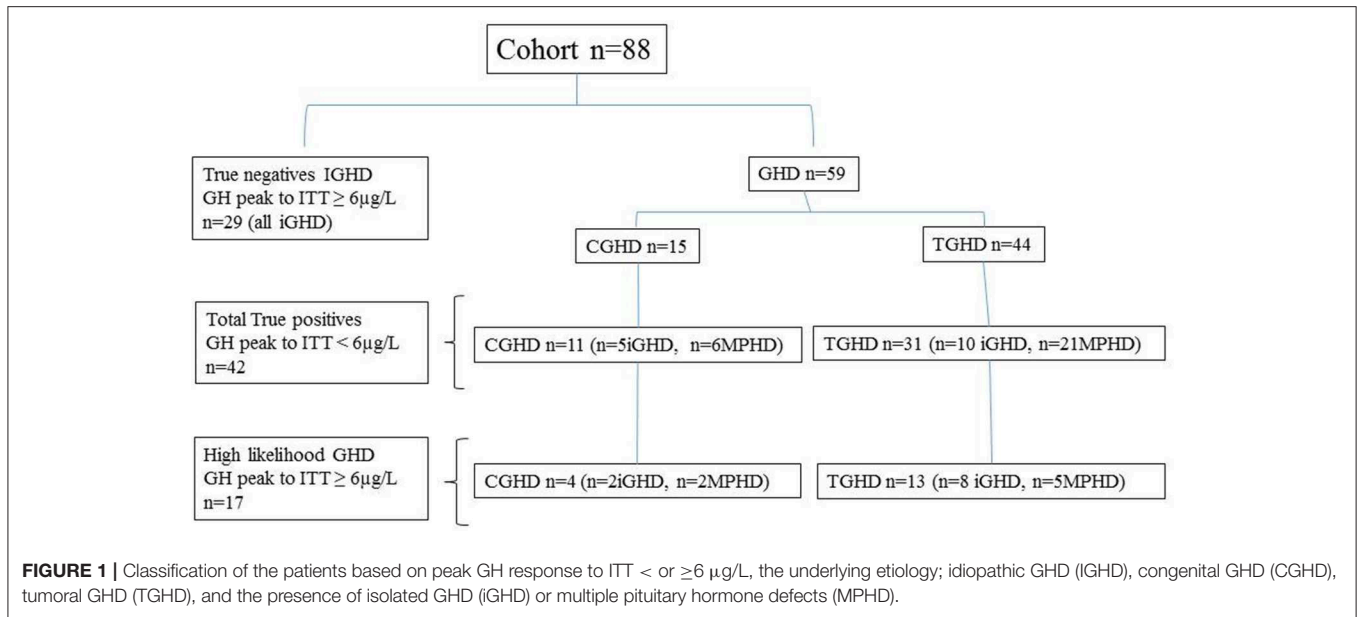 Cohort n=88
True negatives IGHD
GH peak to ITT ≥ 6µg/L
n=29 (all iGHD)
GHD n=59
CGHD n=15
TGHD n=44
Total True positives
GH peak to ITT < 6µg/L
n=42
CGHD n=11 (n=5iGHD, n=6MPHD)
TGHD n=31 (n=10 iGHD, n=21MPHD)
High likelihood GHD
GH peak to ITT ≥ 6µg/L
n=17
CGHD n=4 (n=2iGHD, n=2MPHD)
TGHD n=13 (n=8 iGHD, n=5MPHD)
FIGURE 1 | Classification of the patients based on peak GH response to ITT < or ≥6 µg/L, the underlying etiology; idiopathic GHD (IGHD), congenital GHD (CGHD),
tumoral GHD (TGHD), and the presence of isolated GHD (iGHD) or multiple pituitary hormone defects (MPHD).